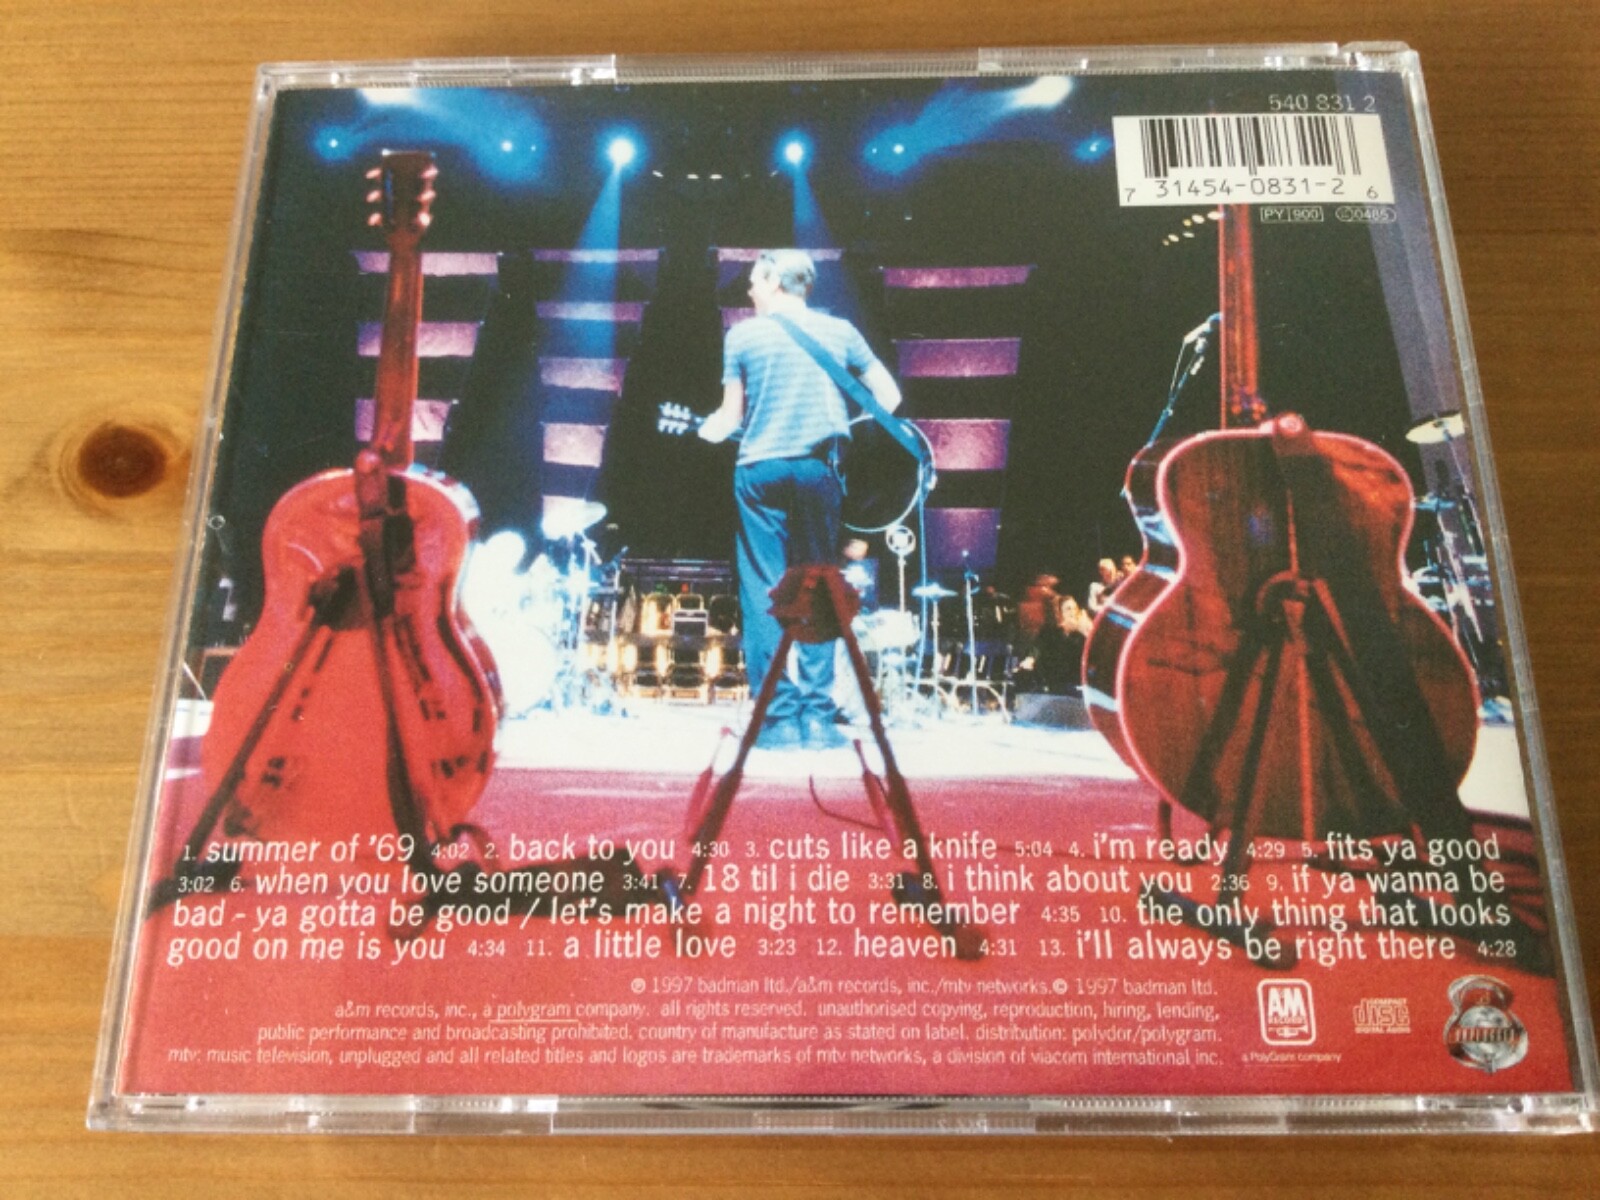 540 831 2
7 31454-0831-2 6
PY 900 0485
1. summer of '69 4:02 2. back to you 4:30 3. cuts like a knife 5:04 4. i'm ready 4:29 5. fits ya good
3:02 6. when you love someone 3:41 7. 18 til i die 3:31 8. i think about you 2:36 9. if ya wanna be
bad - ya gotta be good / let's make a night to remember 4:35 10. the only thing that looks
good on me is you 4:34 11. a little love 3:23 12. heaven 4:31 13. i'll always be right there 4:28
℗ 1997 badman ltd./a&m records, inc./mtv networks.© 1997 badman ltd.
a&m records, inc., a polygram company. all rights reserved. unauthorised copying, reproduction, hiring, lending,
public performance and broadcasting prohibited. country of manufacture as stated on label. distribution: polydor/polygram.
mtv: music television, unplugged and all related titles and logos are trademarks of mtv networks, a division of viacom international inc.
AM
RECORDS
a PolyGram company
COMPACT
disc
DIGITAL AUDIO